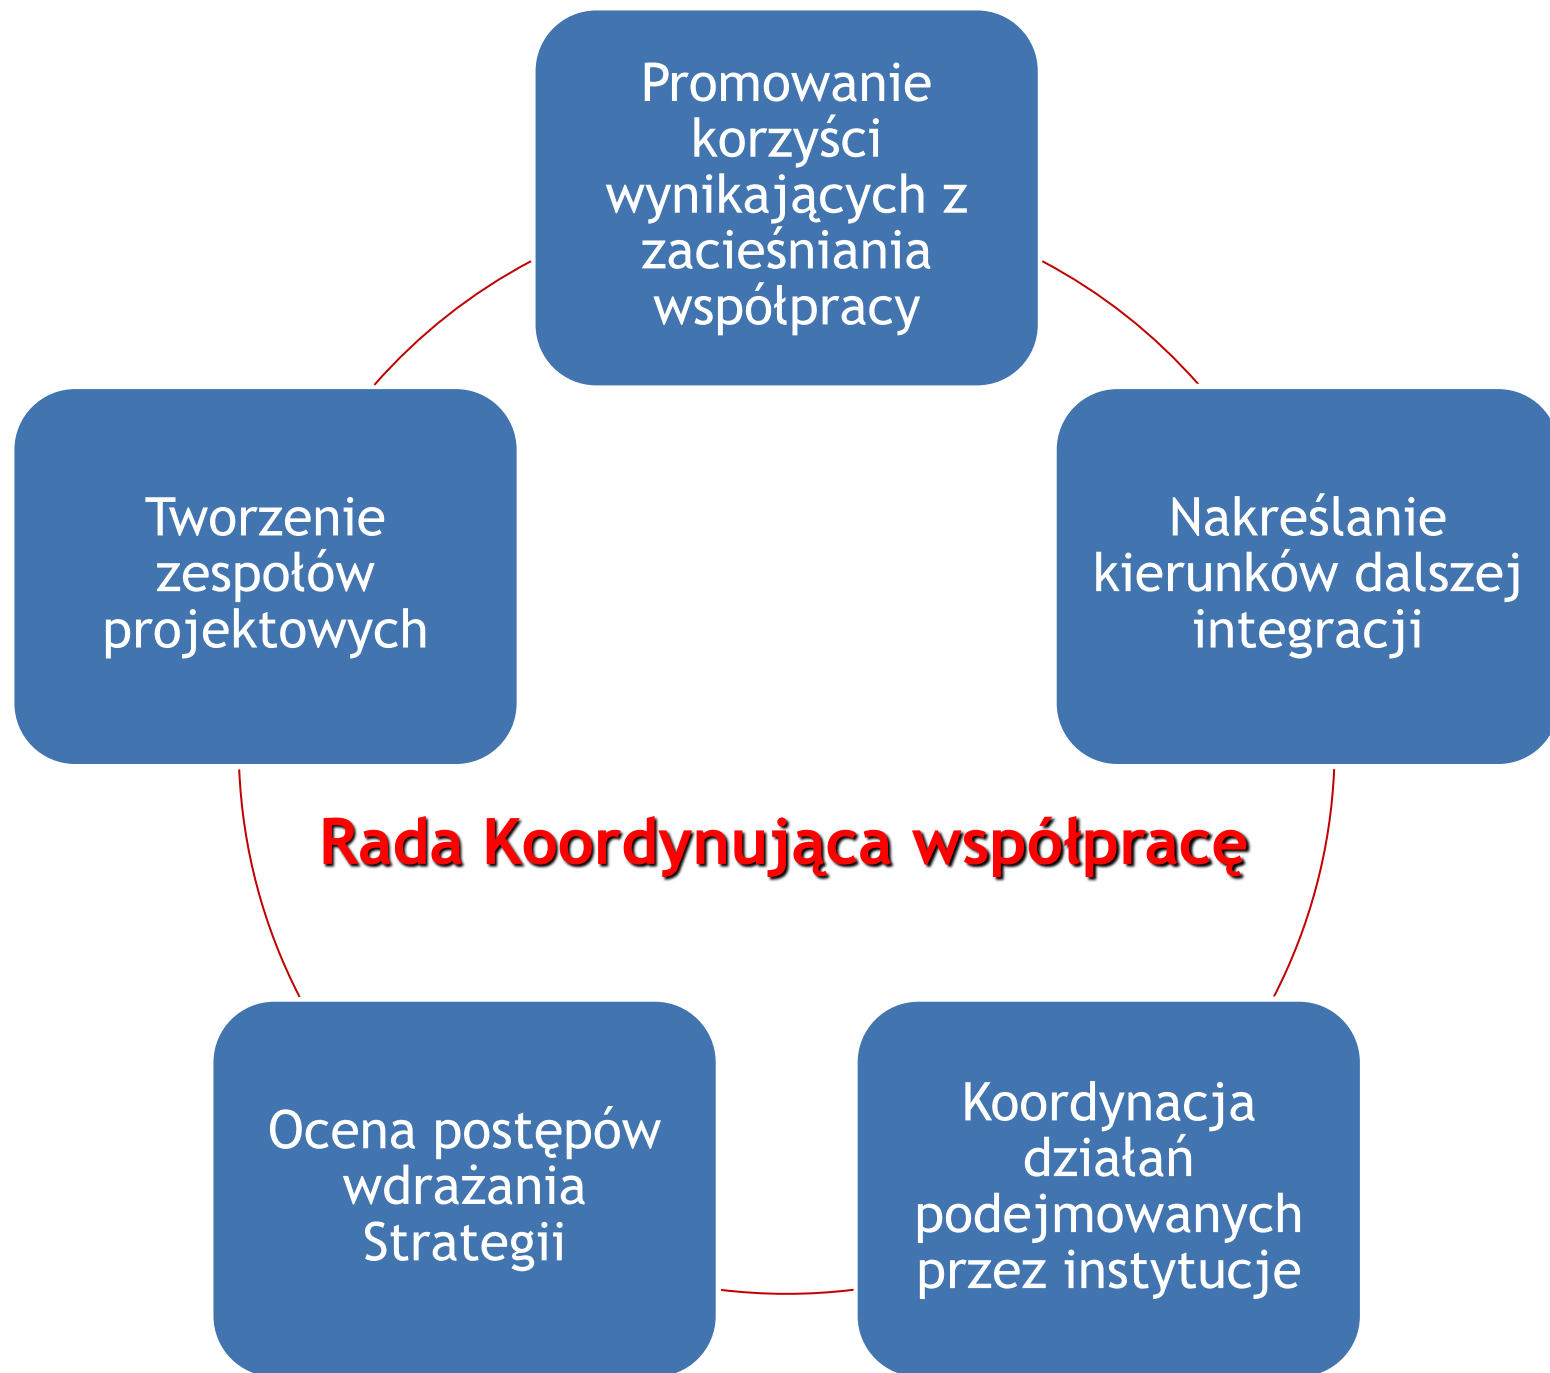 Promowanie
korzyści
wynikających z
zacieśniania
współpracy
Tworzenie
zespołów
projektowych
Nakreślanie
kierunków dalszej
integracji
Rada Koordynująca współpracę
Ocena postępów
wdrażania
Strategii
Koordynacja
działań
podejmowanych
przez instytucje